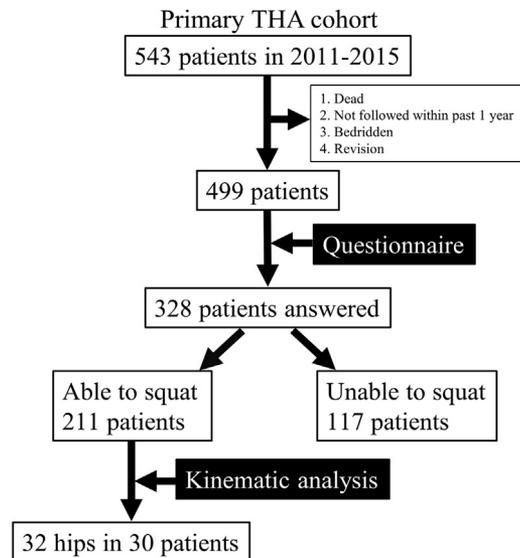 Primary THA cohort
543 patients in 2011-2015
1. Dead
2. Not followed within past 1 year
3. Bedridden
4. Revision
499 patients
Questionnaire
328 patients answered
Able to squat
211 patients
Unable to squat
117 patients
Kinematic analysis
32 hips in 30 patients